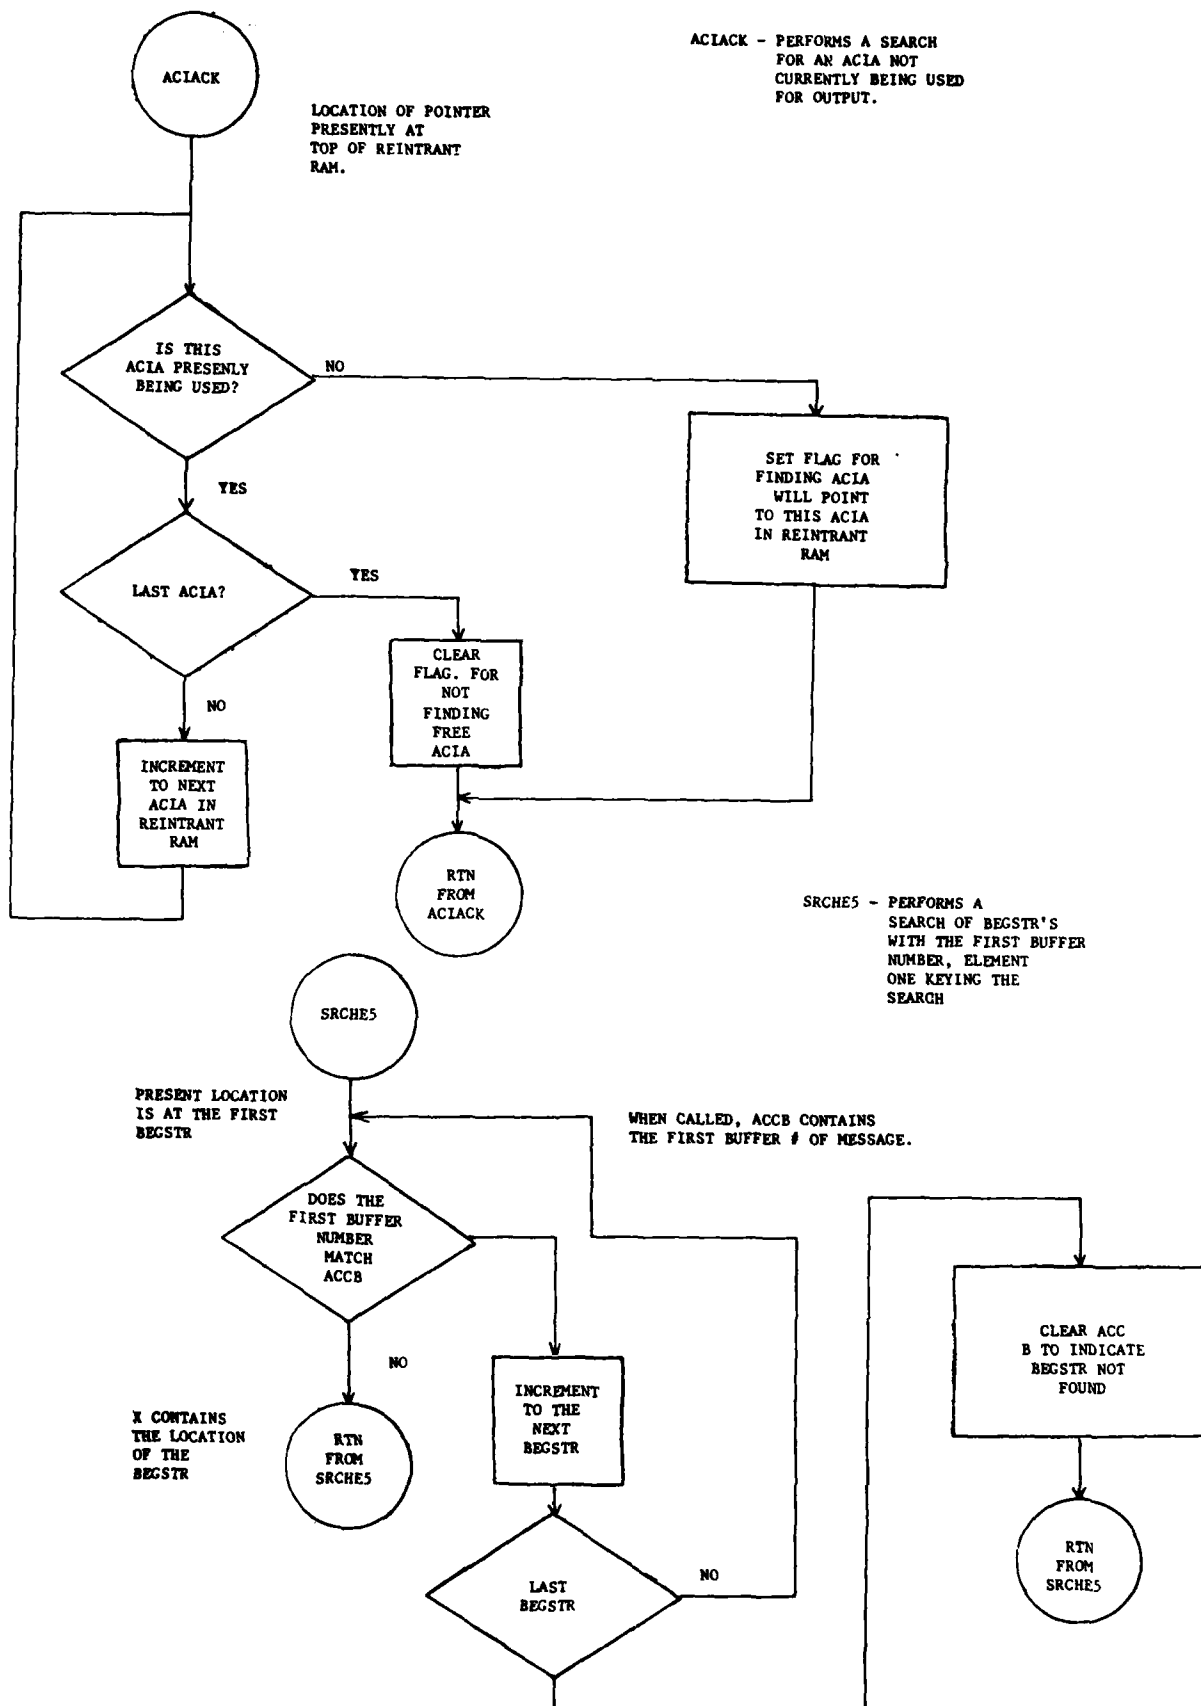 ACIACK
ACIACK - PERFORMS A SEARCH
FOR AN ACIA NOT
CURRENTLY BEING USED
FOR OUTPUT.
LOCATION OF POINTER
PRESENTLY AT
TOP OF REINTRANT
RAM.
IS THIS
ACIA PRESENLY
BEING USED?
NO
YES
SET FLAG FOR
FINDING ACIA
WILL POINT
TO THIS ACIA
IN REINTRANT
RAM
LAST ACIA?
YES
NO
CLEAR
FLAG. FOR
NOT
FINDING
FREE
ACIA
INCREMENT
TO NEXT
ACIA IN
REINTRANT
RAM
RTN
FROM
ACIACK
SRCHE5 - PERFORMS A
SEARCH OF BEGSTR'S
WITH THE FIRST BUFFER
NUMBER, ELEMENT
ONE KEYING THE
SEARCH
SRCHE5
PRESENT LOCATION
IS AT THE FIRST
BEGSTR
WHEN CALLED, ACCB CONTAINS
THE FIRST BUFFER # OF MESSAGE.
DOES THE
FIRST BUFFER
NUMBER
MATCH
ACCB
NO
X CONTAINS
THE LOCATION
OF THE
BEGSTR
RTN
FROM
SRCHE5
INCREMENT
TO THE
NEXT
BEGSTR
LAST
BEGSTR
NO
CLEAR ACC
B TO INDICATE
BEGSTR NOT
FOUND
RTN
FROM
SRCHE5